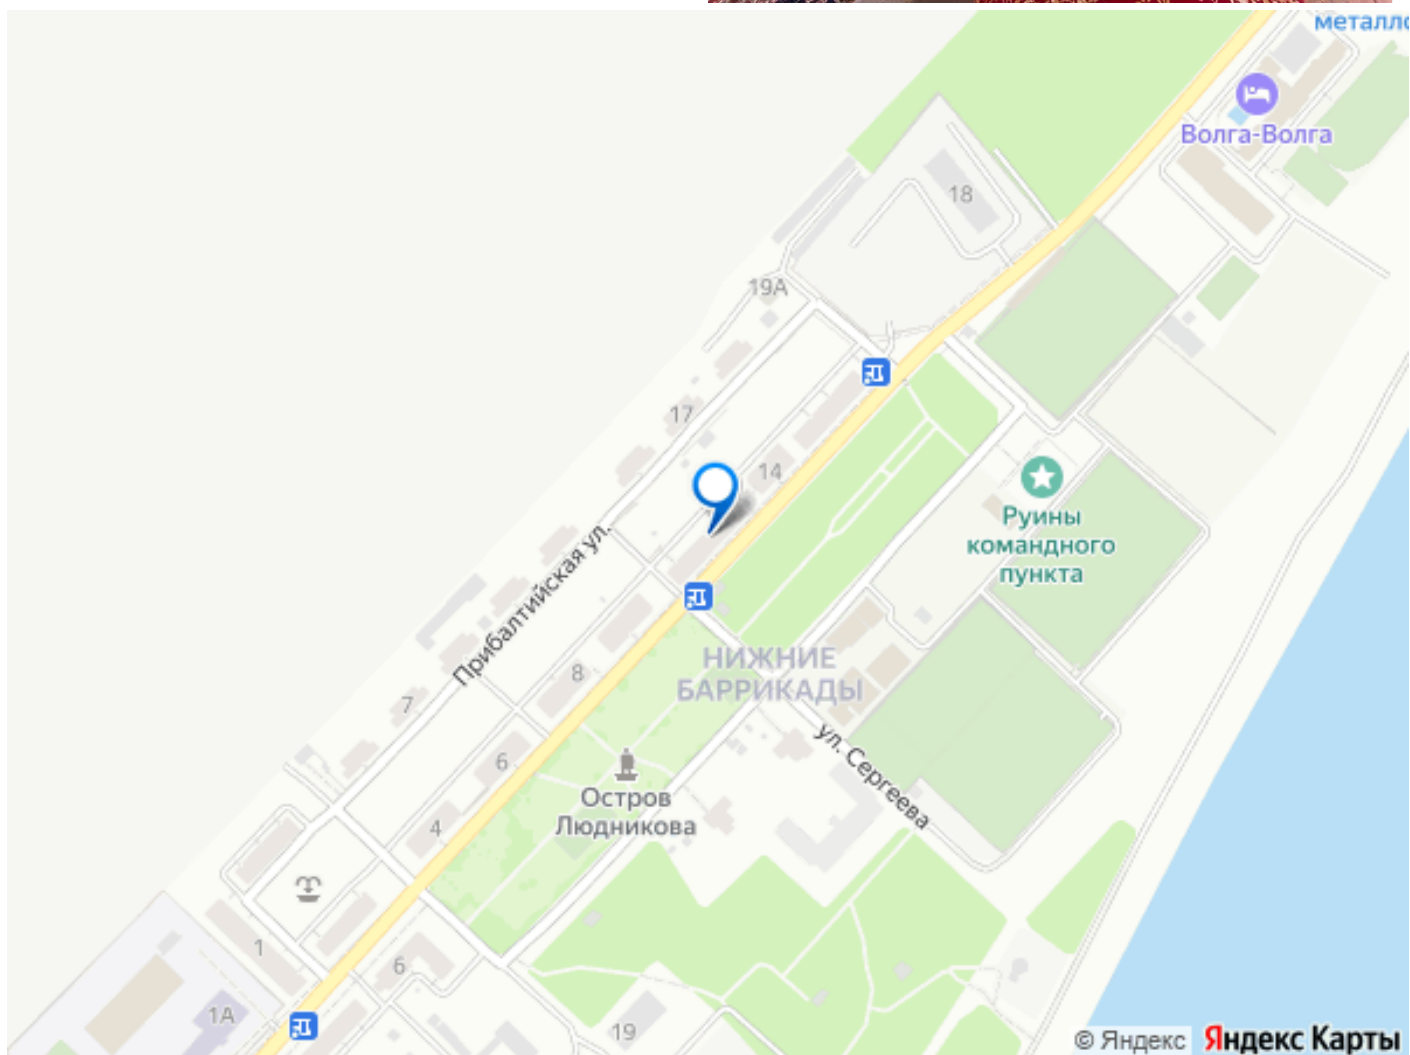 металло
Волга-Волга
18
19А
17
14
Руины
командного
пункта
Прибалтийская ул.
НИЖНИЕ
БАРРИКАДЫ
8
7
ул. Сергеева
6
Остров
Людникова
4
1
6
1А
19
© Яндекс Яндекс Карты